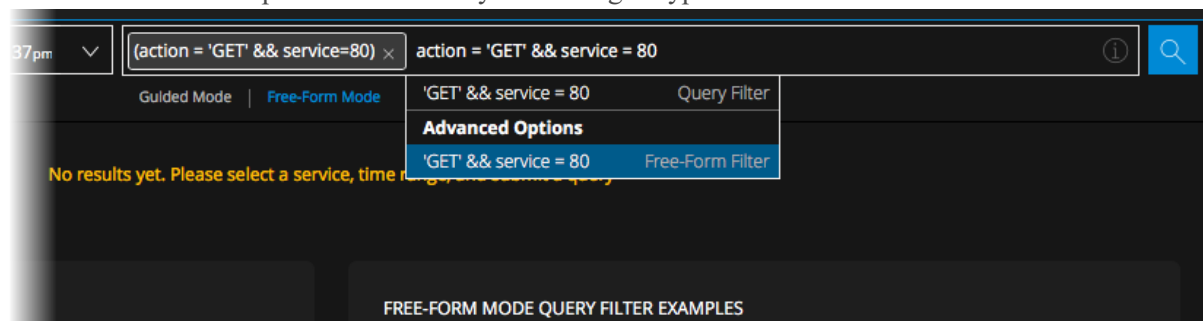 37pm (action = 'GET' && service=80) × action = 'GET' && service = 80
Guided Mode | Free-Form Mode
'GET' && service = 80 Query Filter
Advanced Options
'GET' && service = 80 Free-Form Filter
No results yet. Please select a service, time
FREE-FORM MODE QUERY FILTER EXAMPLES